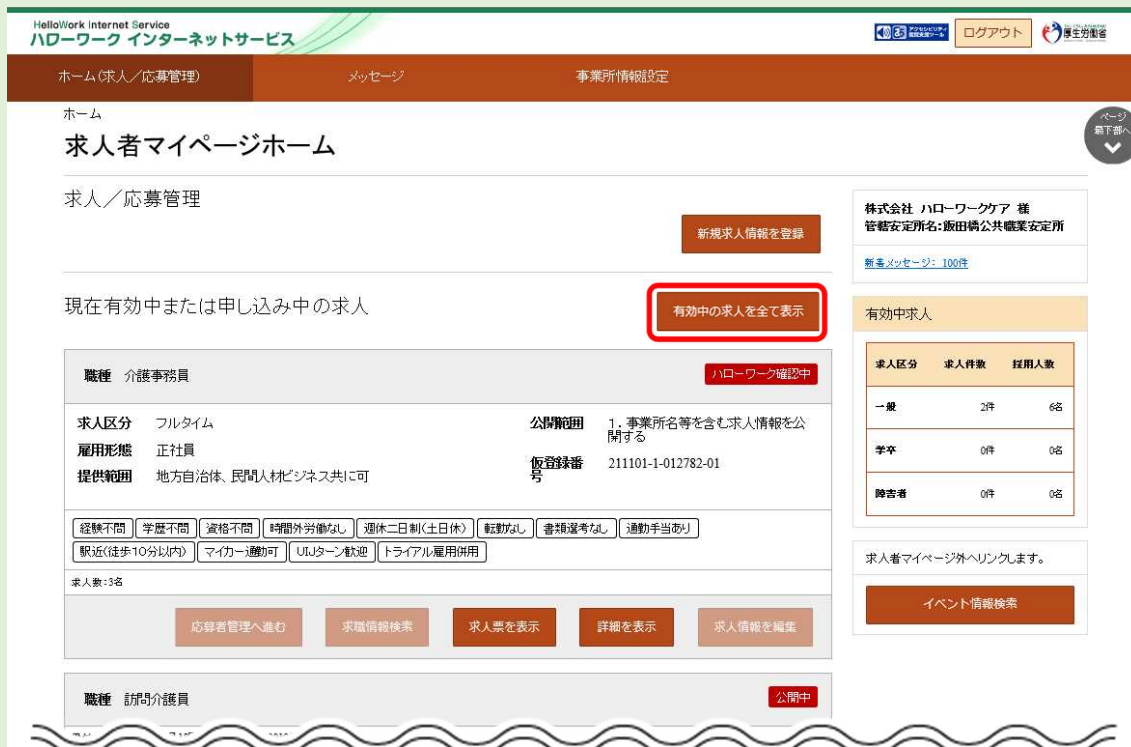 HelloWork Internet Service
ハローワーク インターネットサービス
アクセシビリティ
閲覧支援ツール
ログアウト
厚生労働省
ホーム(求人/応募管理)
メッセージ
事業所情報設定
ホーム
求人者マイページホーム
ページ
最下部へ
求人/応募管理
新規求人情報を登録
株式会社 ハローワークケア 様
管轄安定所名:飯田橋公共職業安定所
新着メッセージ: 100件
現在有効中または申し込み中の求人
有効中の求人を全て表示
有効中求人
求人区分 求人件数 採用人数
一般 2件 6名
学卒 0件 0名
障害者 0件 0名
職種 介護事務員
ハローワーク確認中
求人区分 フルタイム
雇用形態 正社員
提供範囲 地方自治体、民間人材ビジネス共に可
公開範囲 1.事業所名等を含む求人情報を公
開する
仮登録番
号 211101-1-012782-01
経験不問 学歴不問 資格不問 時間外労働なし 週休二日制(土日休) 転勤なし 書類選考なし 通勤手当あり
駅近(徒歩10分以内) マイカー通勤可 UIJターン歓迎 トライアル雇用併用
求人数:3名
応募者管理へ進む
求職情報検索
求人票を表示
詳細を表示
求人情報を編集
求人者マイページ外へリンクします。
イベント情報検索
職種 訪問介護員
公開中